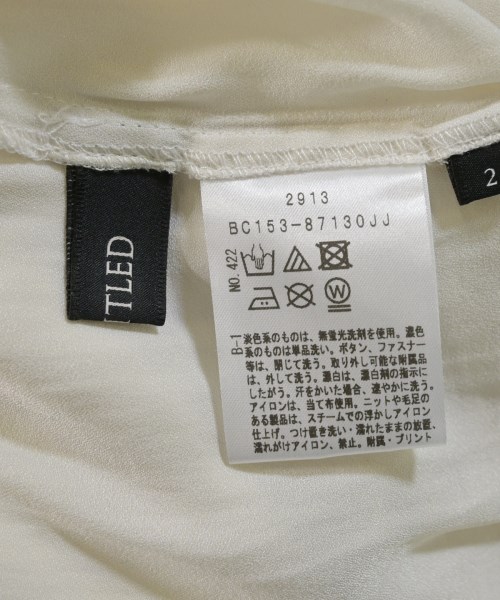 2913
BC153-87130JJ
NO.422
B-1
淡色系のものは、無蛍光洗剤を使用。濃色
系のものは単品洗い。ボタン、ファスナー
等は、閉じて洗う。取り外し可能な附属品
は、外して洗う。漂白は、漂白剤の指示に
したがう。汗をかいた場合、速やかに洗う。
アイロンは、当て布使用。ニットや毛足の
ある製品は、スチームでの浮かしアイロン
仕上げ。つけ置き洗い・濡れたままの放置、
濡れがけアイロン、禁止。附属・プリント
TLED
2
W